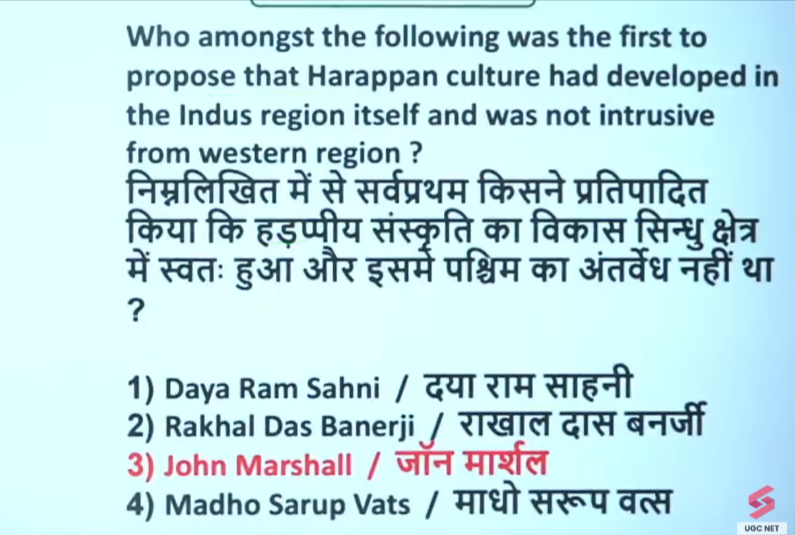 Who amongst the following was the first to
propose that Harappan culture had developed in
the Indus region itself and was not intrusive
from western region ?
निम्नलिखित में से सर्वप्रथम किसने प्रतिपादित
किया कि हड़प्पीय संस्कृति का विकास सिन्धु क्षेत्र
में स्वतः हुआ और इसमें पश्चिम का अंतर्वेध नहीं था
?
1) Daya Ram Sahni / दया राम साहनी
2) Rakhal Das Banerji / राखाल दास बनर्जी
3) John Marshall / जॉन मार्शल
4) Madho Sarup Vats / माधो सरूप वत्स
UGC NET